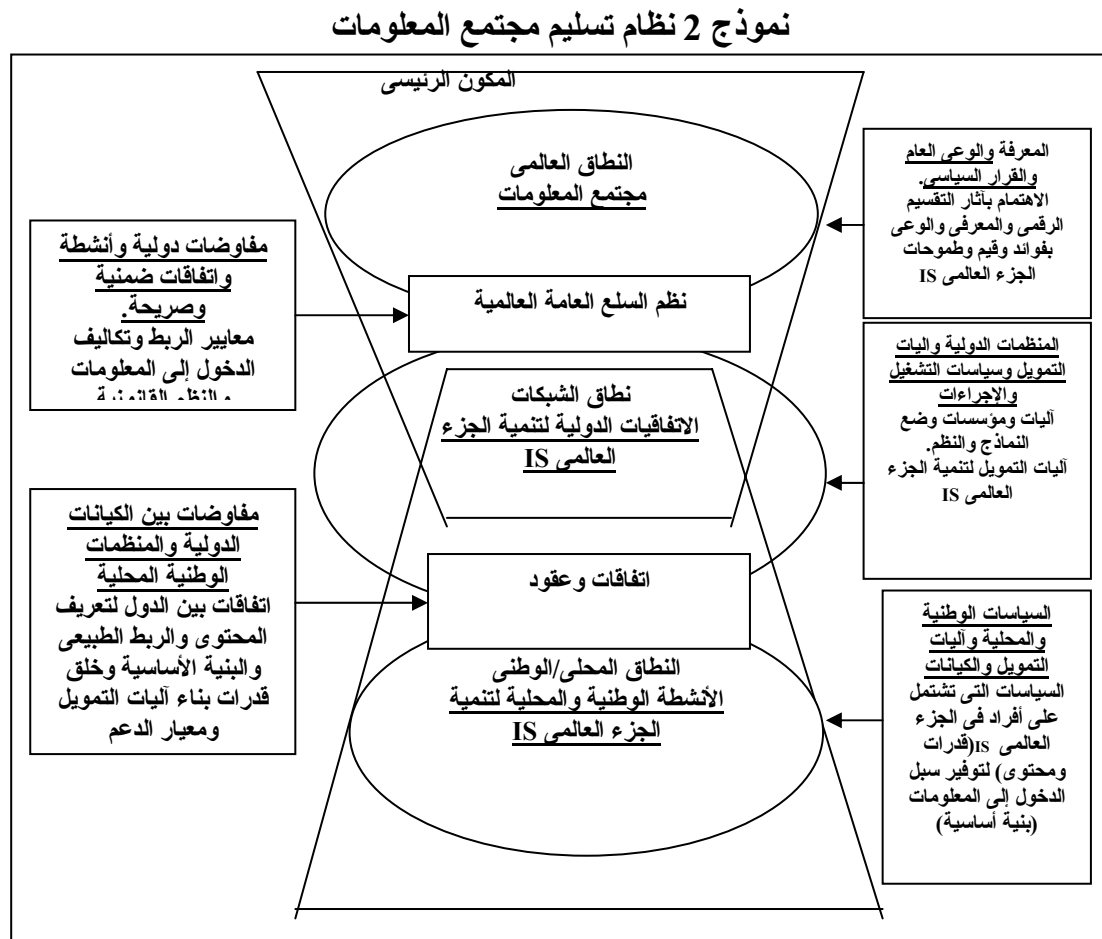 نموذج 2 نظام تسليم مجتمع المعلومات
المكون الرئيسى
النطاق العالمى
مجتمع المعلومات
المعرفة والوعى العام
والقرار السياسى.
الاهتمام بآثار التقسيم
الرقمى والمعرفى والوعى
بفوائد وقيم وطموحات
الجزء العالمى IS
مفاوضات دولية وأنشطة
واتفاقات ضمنية
وصريحة.
معايير الربط وتكاليف
الدخول إلى المعلومات
والنظم القانونية
نظم السلع العامة العالمية
المنظمات الدولية واليات
التمويل وسياسات التشغيل
والإجراءات
آليات ومؤسسات وضع
النماذج والنظم.
آليات التمويل لتنمية الجزء
العالمى IS
نطاق الشبكات
الاتفاقيات الدولية لتنمية الجزء
العالمى IS
مفاوضات بين الكيانات
الدولية والمنظمات
الوطنية المحلية
اتفاقات بين الدول لتعريف
المحتوى والربط الطبيعى
والبنية الأساسية وخلق
قدرات بناء آليات التمويل
ومعيار الدعم
اتفاقات وعقود
السياسات الوطنية
والمحلية وآليات
التمويل والكيانات
السياسات التى تشتمل
على أفراد فى الجزء
العالمى IS(قدرات
ومحتوى) لتوفير سبل
الدخول إلى المعلومات
(بنية أساسية)
النطاق المحلى/الوطنى
الأنشطة الوطنية والمحلية لتنمية
الجزء العالمى IS